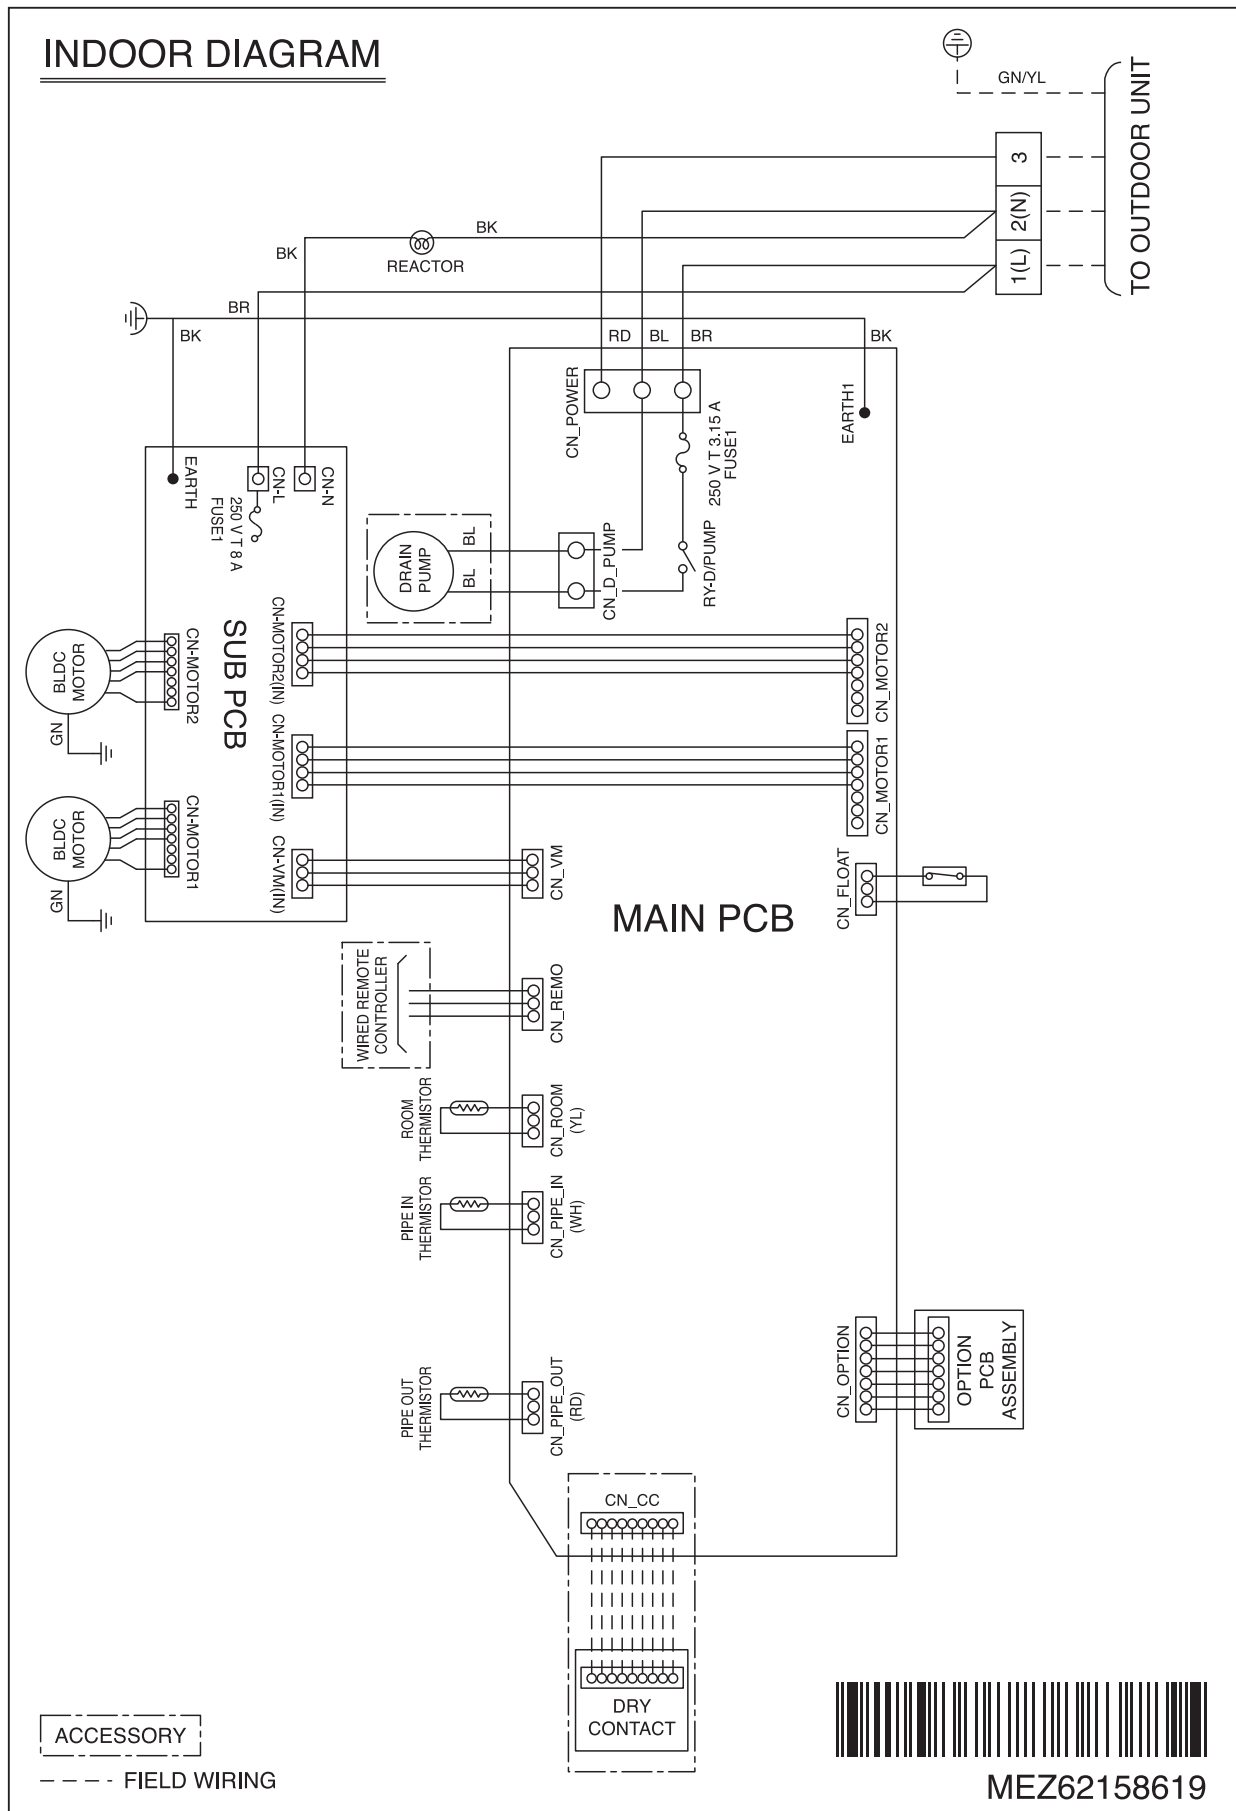 INDOOR DIAGRAM
GN/YL
TO OUTDOOR UNIT
3
2(N)
1(L)
BK
BK
REACTOR
BR
BK
RD
BL
BR
BK
CN_POWER
250 V T 3.15 A
FUSE1
EARTH1
EARTH
CN-L
CN-N
250 V T 8 A
FUSE1
DRAIN
PUMP
BL
BL
CN_D_PUMP
RY-D/PUMP
BLDC
MOTOR
GN
CN-MOTOR2
SUB PCB
CN-MOTOR2(IN)
CN_MOTOR2
BLDC
MOTOR
GN
CN-MOTOR1
CN-MOTOR1(IN)
CN_MOTOR1
CN-VM(IN)
CN_VM
MAIN PCB
CN_FLOAT
WIRED REMOTE
CONTROLLER
CN_REMO
ROOM
THERMISTOR
CN_ROOM
(YL)
PIPE IN
THERMISTOR
CN_PIPE_IN
(WH)
PIPE OUT
THERMISTOR
CN_PIPE_OUT
(RD)
CN_OPTION
OPTION
PCB
ASSEMBLY
CN_CC
DRY
CONTACT
ACCESSORY
FIELD WIRING
MEZ62158619